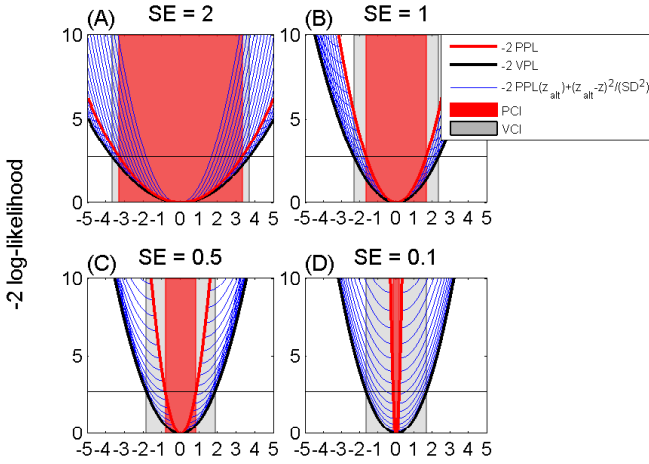 (A) SE = 2
(B) SE = 1
10
5
0
-5 -4 -3 -2 -1 0 1 2 3 4 5
10
5
0
-5 -4 -3 -2 -1 0 1 2 3 4 5
-2 PPL
-2 VPL
-2 PPL(z_alt)+(z_alt-z)^2/(SD^2)
PCI
VCI
-2 log-likelihood
(C) SE = 0.5
(D) SE = 0.1
10
5
0
-5 -4 -3 -2 -1 0 1 2 3 4 5
10
5
0
-5 -4 -3 -2 -1 0 1 2 3 4 5